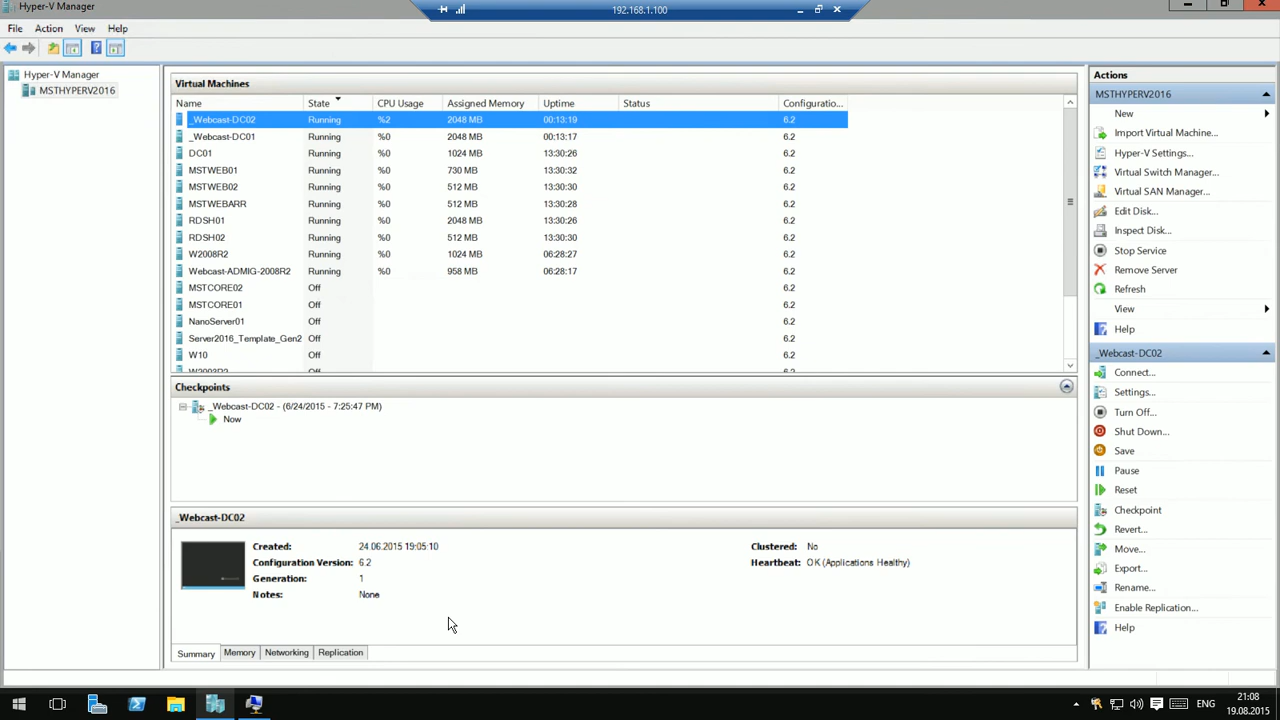 Hyper-V Manager
192.168.1.100
File Action View Help
Hyper-V Manager
MSTHYPERV2016
Virtual Machines
Name State CPU Usage Assigned Memory Uptime Status Configuratio...
_Webcast-DC02 Running %2 2048 MB 00:13:19 6.2
_Webcast-DC01 Running %0 2048 MB 00:13:17 6.2
DC01 Running %0 1024 MB 13:30:26 6.2
MSTWEB01 Running %0 730 MB 13:30:32 6.2
MSTWEB02 Running %0 512 MB 13:30:30 6.2
MSTWEBARR Running %0 512 MB 13:30:28 6.2
RDSH01 Running %0 2048 MB 13:30:26 6.2
RDSH02 Running %0 512 MB 13:30:30 6.2
W2008R2 Running %0 1024 MB 06:28:27 6.2
Webcast-ADMIG-2008R2 Running %0 958 MB 06:28:17 6.2
MSTCORE02 Off 6.2
MSTCORE01 Off 6.2
NanoServer01 Off 6.2
Server2016_Template_Gen2 Off 6.2
W10 Off 6.2
Checkpoints
_Webcast-DC02 - (6/24/2015 - 7:25:47 PM)
Now
_Webcast-DC02
Created: 24.06.2015 19:05:10 Clustered: No
Configuration Version: 6.2 Heartbeat: OK (Applications Healthy)
Generation: 1
Notes: None
Summary Memory Networking Replication
Actions
MSTHYPERV2016
New
Import Virtual Machine...
Hyper-V Settings...
Virtual Switch Manager...
Virtual SAN Manager...
Edit Disk...
Inspect Disk...
Stop Service
Remove Server
Refresh
View
Help
_Webcast-DC02
Connect...
Settings...
Turn Off...
Shut Down...
Save
Pause
Reset
Checkpoint
Revert...
Move...
Export...
Rename...
Enable Replication...
Help
ENG
21:08
19.08.2015